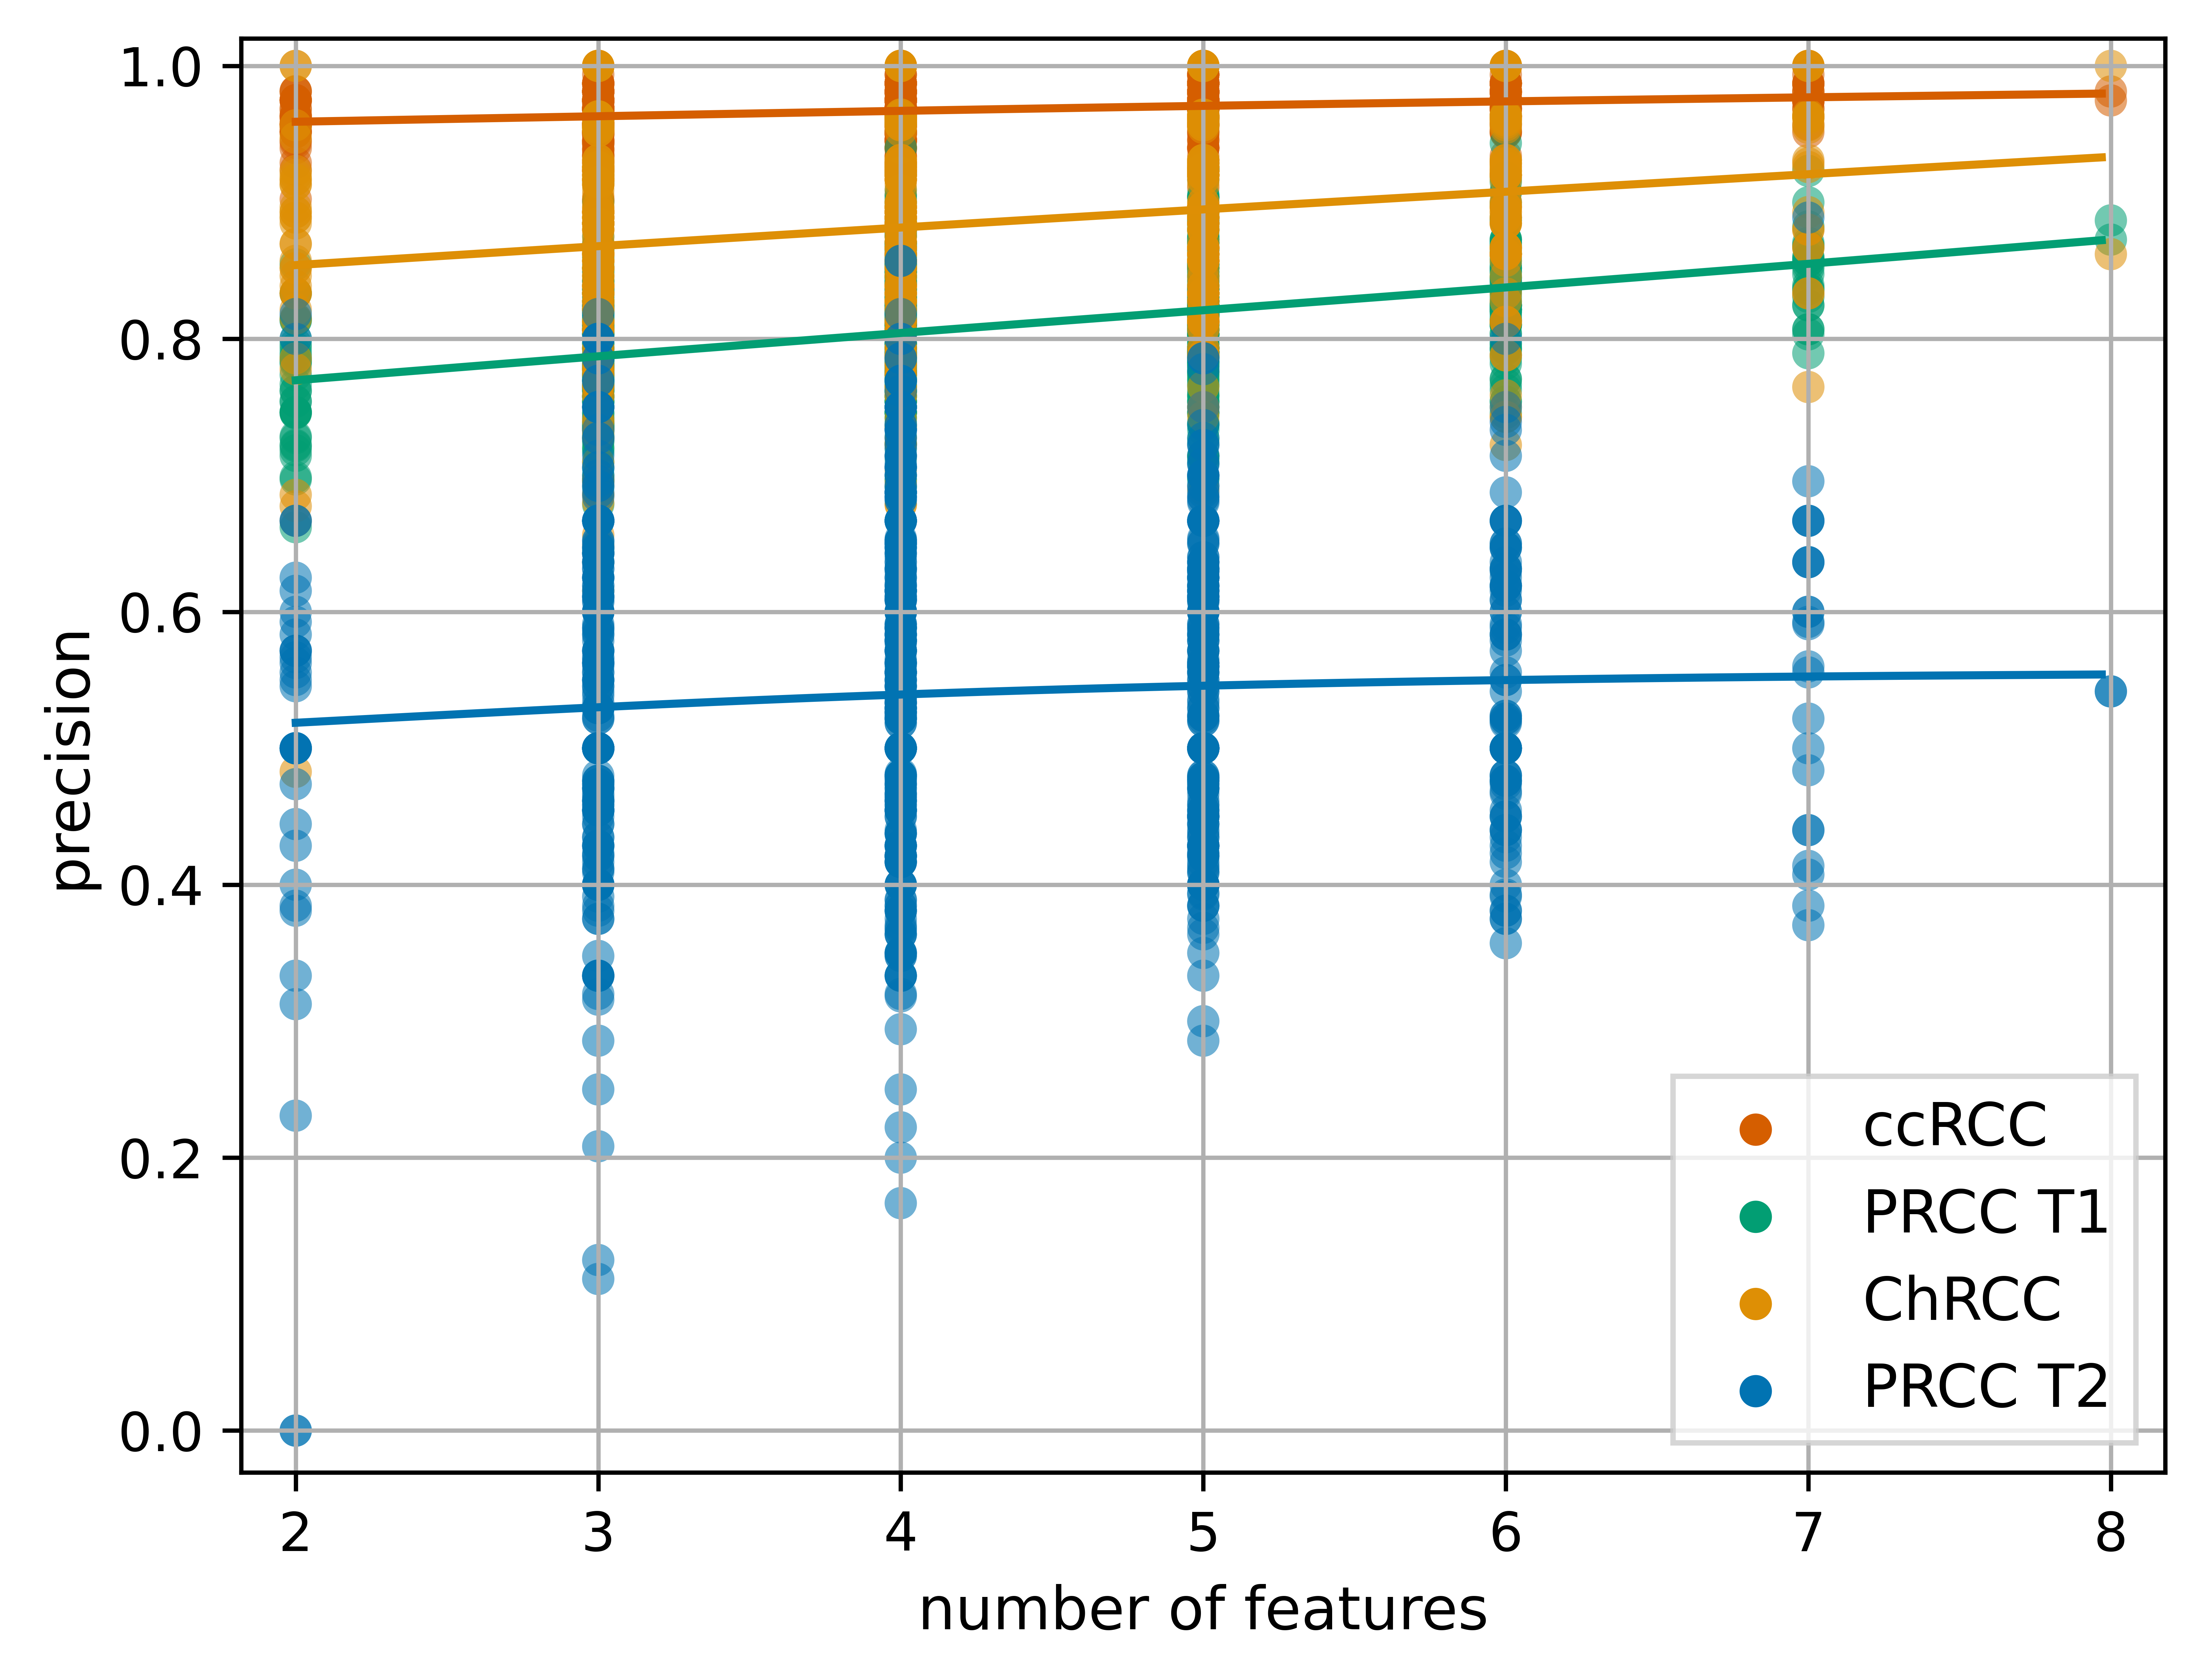 precision
1.0
0.8
0.6
0.4
0.2
0.0
2 3 4 5 6 7 8
number of features
ccRCC
PRCC T1
ChRCC
PRCC T2